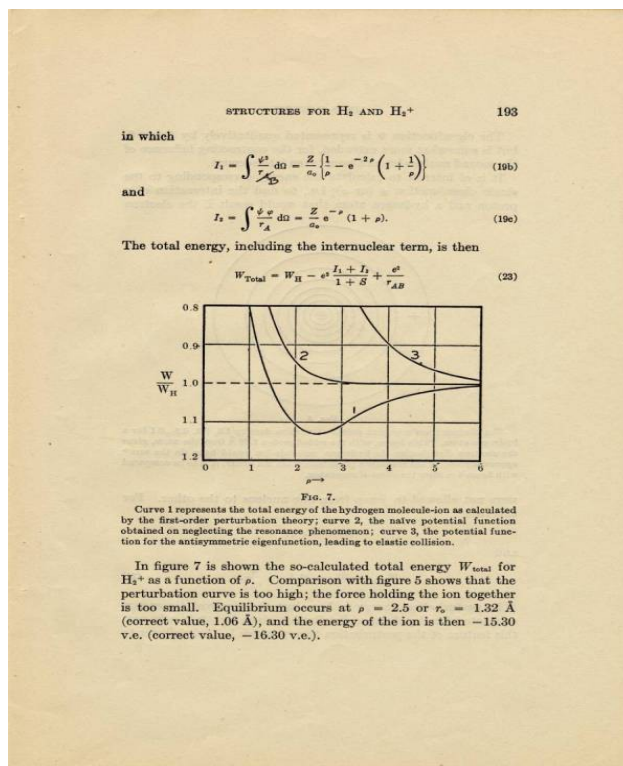 STRUCTURES FOR H₂ AND H₂⁺ 193
in which
I₁ = ∫ ψ²/r_B dΩ = Z/a₀ {1/ρ − e^{−2ρ} (1 + 1/ρ)} (19b)
and
I₂ = ∫ ψ φ/r_A dΩ = Z/a₀ e^{−ρ} (1 + ρ). (19c)
The total energy, including the internuclear term, is then
W_Total = W_H − e² (I₁ + I₂)/(1 + S) + e²/r_AB (23)
0.8
0.9
2 3
W/W_H 1.0
1
1.1
1.2
0 1 2 3 4 5 6
ρ→
FIG. 7.
Curve 1 represents the total energy of the hydrogen molecule-ion as calculated
by the first-order perturbation theory; curve 2, the naïve potential function
obtained on neglecting the resonance phenomenon; curve 3, the potential func-
tion for the antisymmetric eigenfunction, leading to elastic collision.
In figure 7 is shown the so-calculated total energy W_total for
H₂⁺ as a function of ρ. Comparison with figure 5 shows that the
perturbation curve is too high; the force holding the ion together
is too small. Equilibrium occurs at ρ = 2.5 or r₀ = 1.32 Å
(correct value, 1.06 Å), and the energy of the ion is then −15.30
v.e. (correct value, −16.30 v.e.).